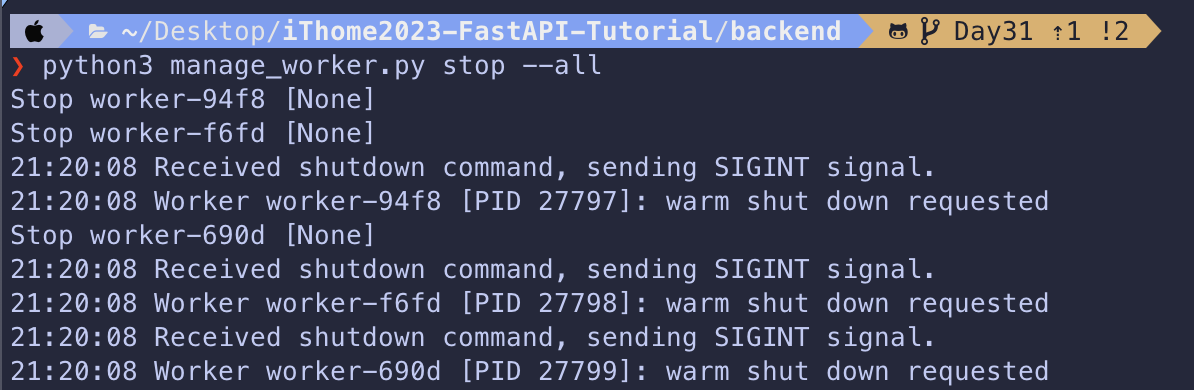 ~/Desktop/iThome2023-FastAPI-Tutorial/backend Day31 ⇡1 !2
❯ python3 manage_worker.py stop --all
Stop worker-94f8 [None]
Stop worker-f6fd [None]
21:20:08 Received shutdown command, sending SIGINT signal.
21:20:08 Worker worker-94f8 [PID 27797]: warm shut down requested
Stop worker-690d [None]
21:20:08 Received shutdown command, sending SIGINT signal.
21:20:08 Worker worker-f6fd [PID 27798]: warm shut down requested
21:20:08 Received shutdown command, sending SIGINT signal.
21:20:08 Worker worker-690d [PID 27799]: warm shut down requested